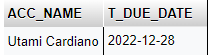 ACC_NAME T_DUE_DATE
Utami Cardiano 2022-12-28